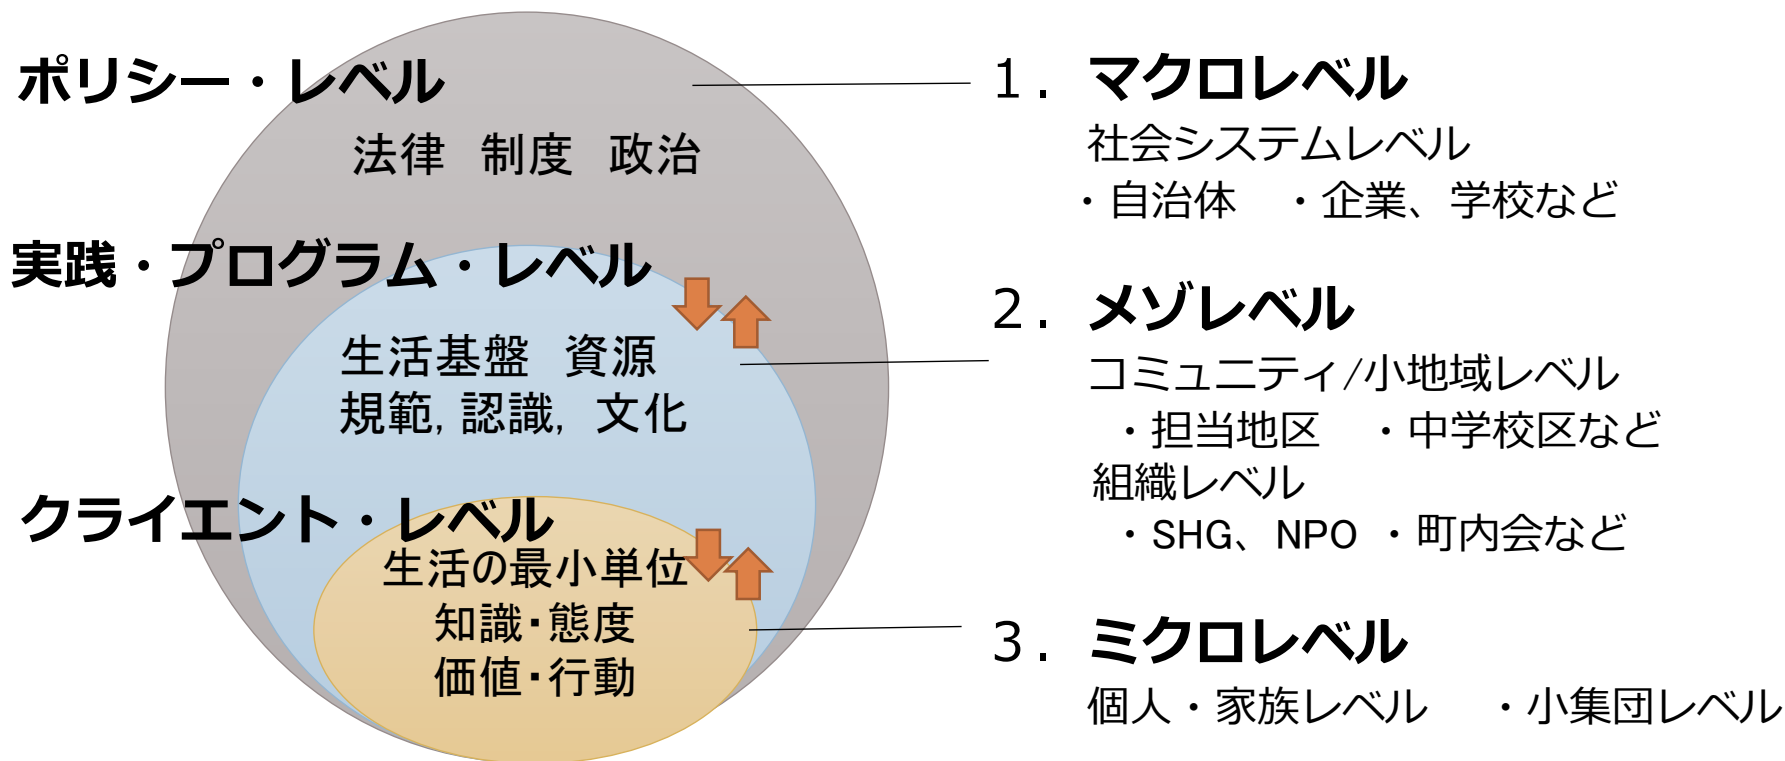 ポリシー・レベル
法律　制度　政治
実践・プログラム・レベル
生活基盤　資源
規範, 認識,　文化
クライエント・レベル
生活の最小単位
知識・態度
価値・行動
１．マクロレベル
社会システムレベル
・自治体　・企業、学校など
２．メゾレベル
コミュニティ/小地域レベル
・担当地区　・中学校区など
組織レベル
・SHG、NPO ・町内会など
３．ミクロレベル
個人・家族レベル　・小集団レベル